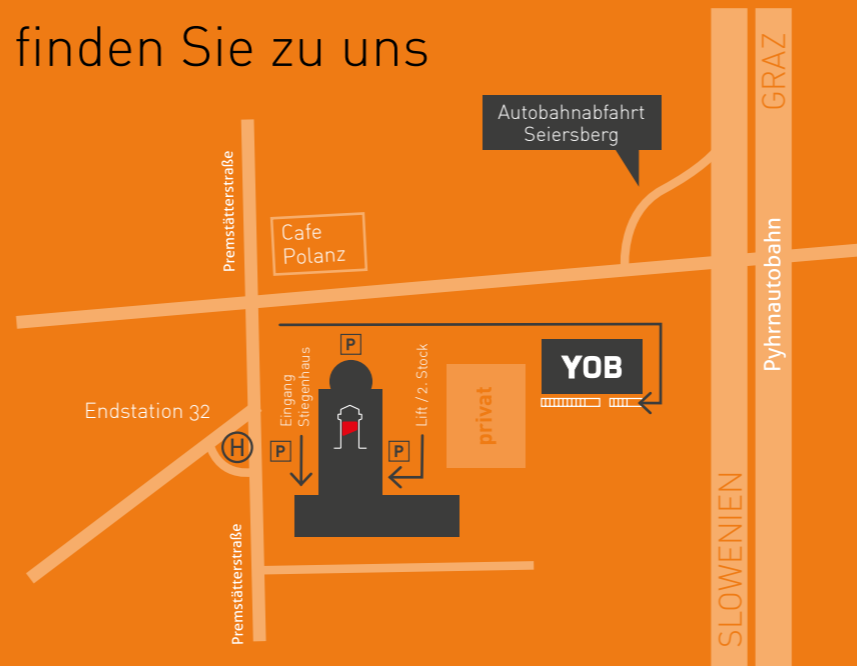 finden Sie zu uns
GRAZ
Autobahnabfahrt
Seiersberg
Premstätterstraße
Cafe
Polanz
Pyhrnautobahn
P
Eingang
Stiegenhaus
Lift / 2. Stock
YOB
privat
Endstation 32
H
P
P
SLOWENIEN
Premstätterstraße